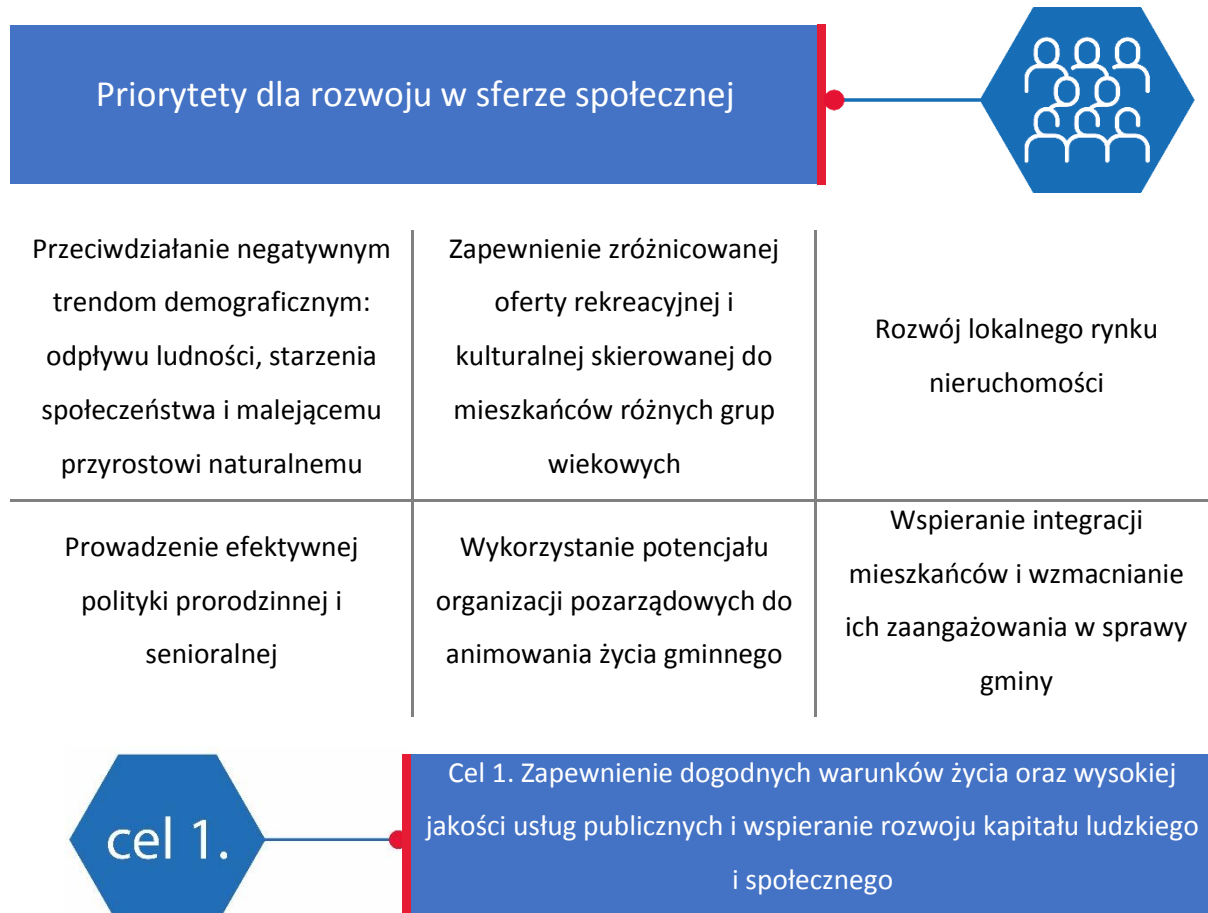 Priorytety dla rozwoju w sferze społecznej
Przeciwdziałanie negatywnym
trendom demograficznym:
odpływu ludności, starzenia
społeczeństwa i malejącemu
przyrostowi naturalnemu
Zapewnienie zróżnicowanej
oferty rekreacyjnej i
kulturalnej skierowanej do
mieszkańców różnych grup
wiekowych
Rozwój lokalnego rynku
nieruchomości
Prowadzenie efektywnej
polityki prorodzinnej i
senioralnej
Wykorzystanie potencjału
organizacji pozarządowych do
animowania życia gminnego
Wspieranie integracji
mieszkańców i wzmacnianie
ich zaangażowania w sprawy
gminy
cel 1.
Cel 1. Zapewnienie dogodnych warunków życia oraz wysokiej
jakości usług publicznych i wspieranie rozwoju kapitału ludzkiego
i społecznego